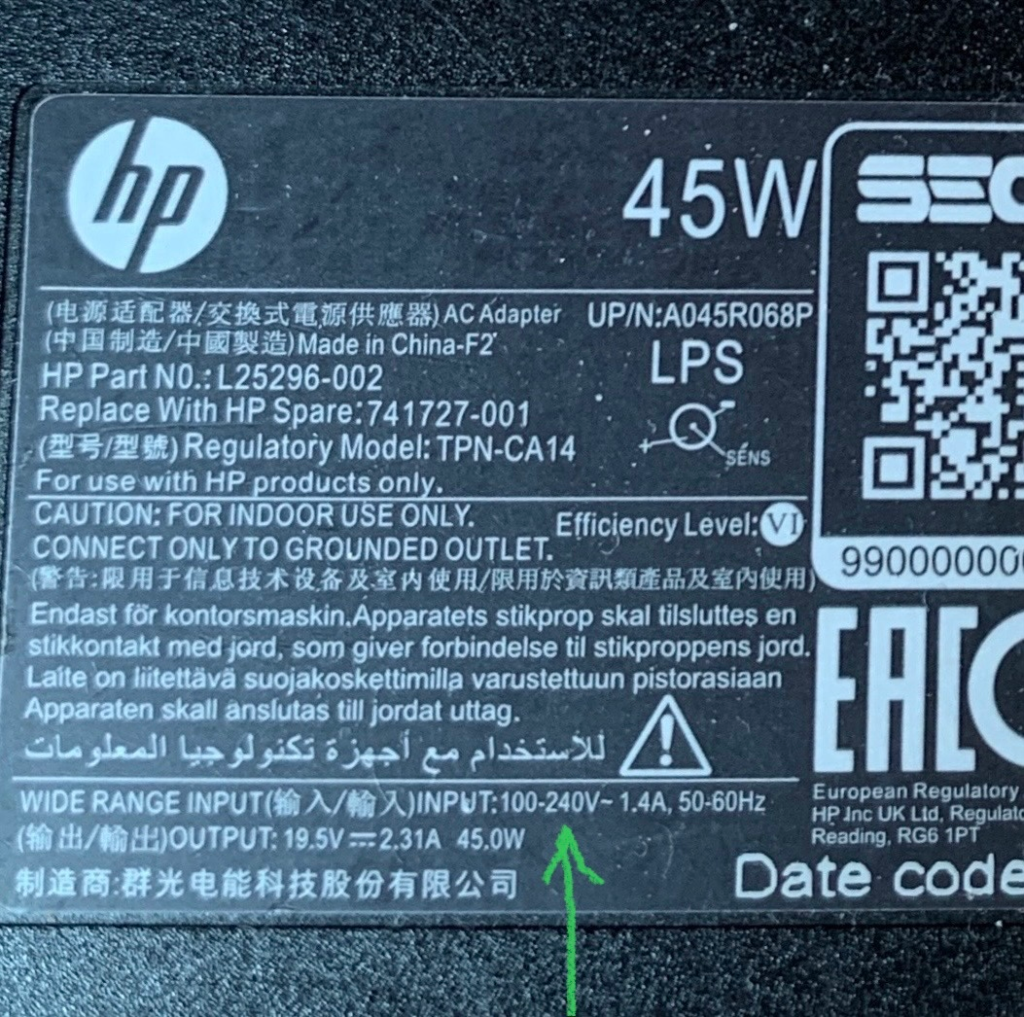 hp
45W
SEC
(电源适配器/交換式電源供應器)AC Adapter
UP/N:A045R068P
(中国制造/中國製造)Made in China-F2
LPS
HP Part N0.: L25296-002
Replace With HP Spare:741727-001
(型号/型號)Regulatory Model: TPN-CA14
SENS
For use with HP products only.
CAUTION: FOR INDOOR USE ONLY.
Efficiency Level: VI
CONNECT ONLY TO GROUNDED OUTLET.
990000000
(警告:限用于信息技术设备及室内使用/限用於資訊類產品及室內使用)
Endast för kontorsmaskin.Apparatets stikprop skal tilsluttes en
stikkontakt med jord, som giver forbindelse til stikproppens jord.
Laite on liitettävä suojakoskettimilla varustettuun pistorasiaan
Apparaten skall anslutas till jordat uttag.
للاستخدام مع أجهزة تكنولوجيا المعلومات
EAC
WIDE RANGE INPUT(输入/輸入)INPUT:100-240V~ 1.4A, 50-60Hz
(输出/輸出)OUTPUT: 19.5V⎓2.31A 45.0W
制造商:群光电能科技股份有限公司
European Regulatory
HP Inc UK Ltd, Regulato
Reading, RG6 1PT
Date code